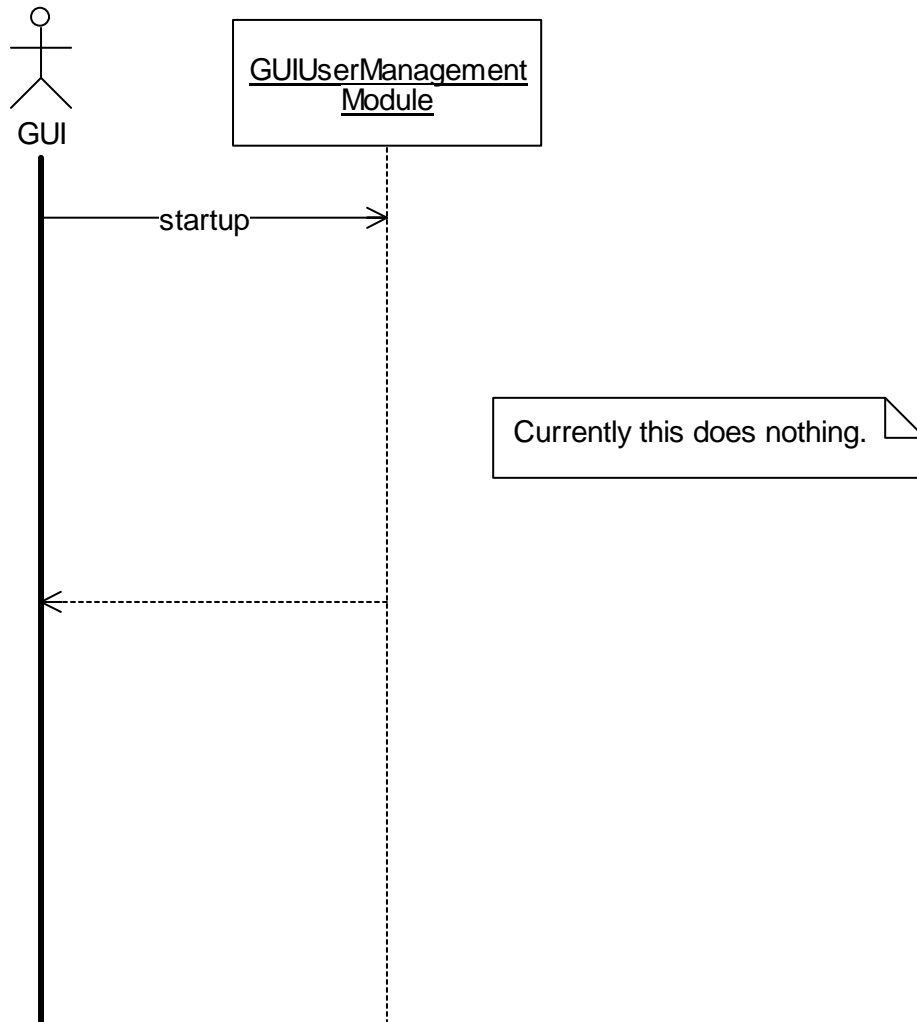 GUIUserManagement
Module
GUI
startup
Currently this does nothing.